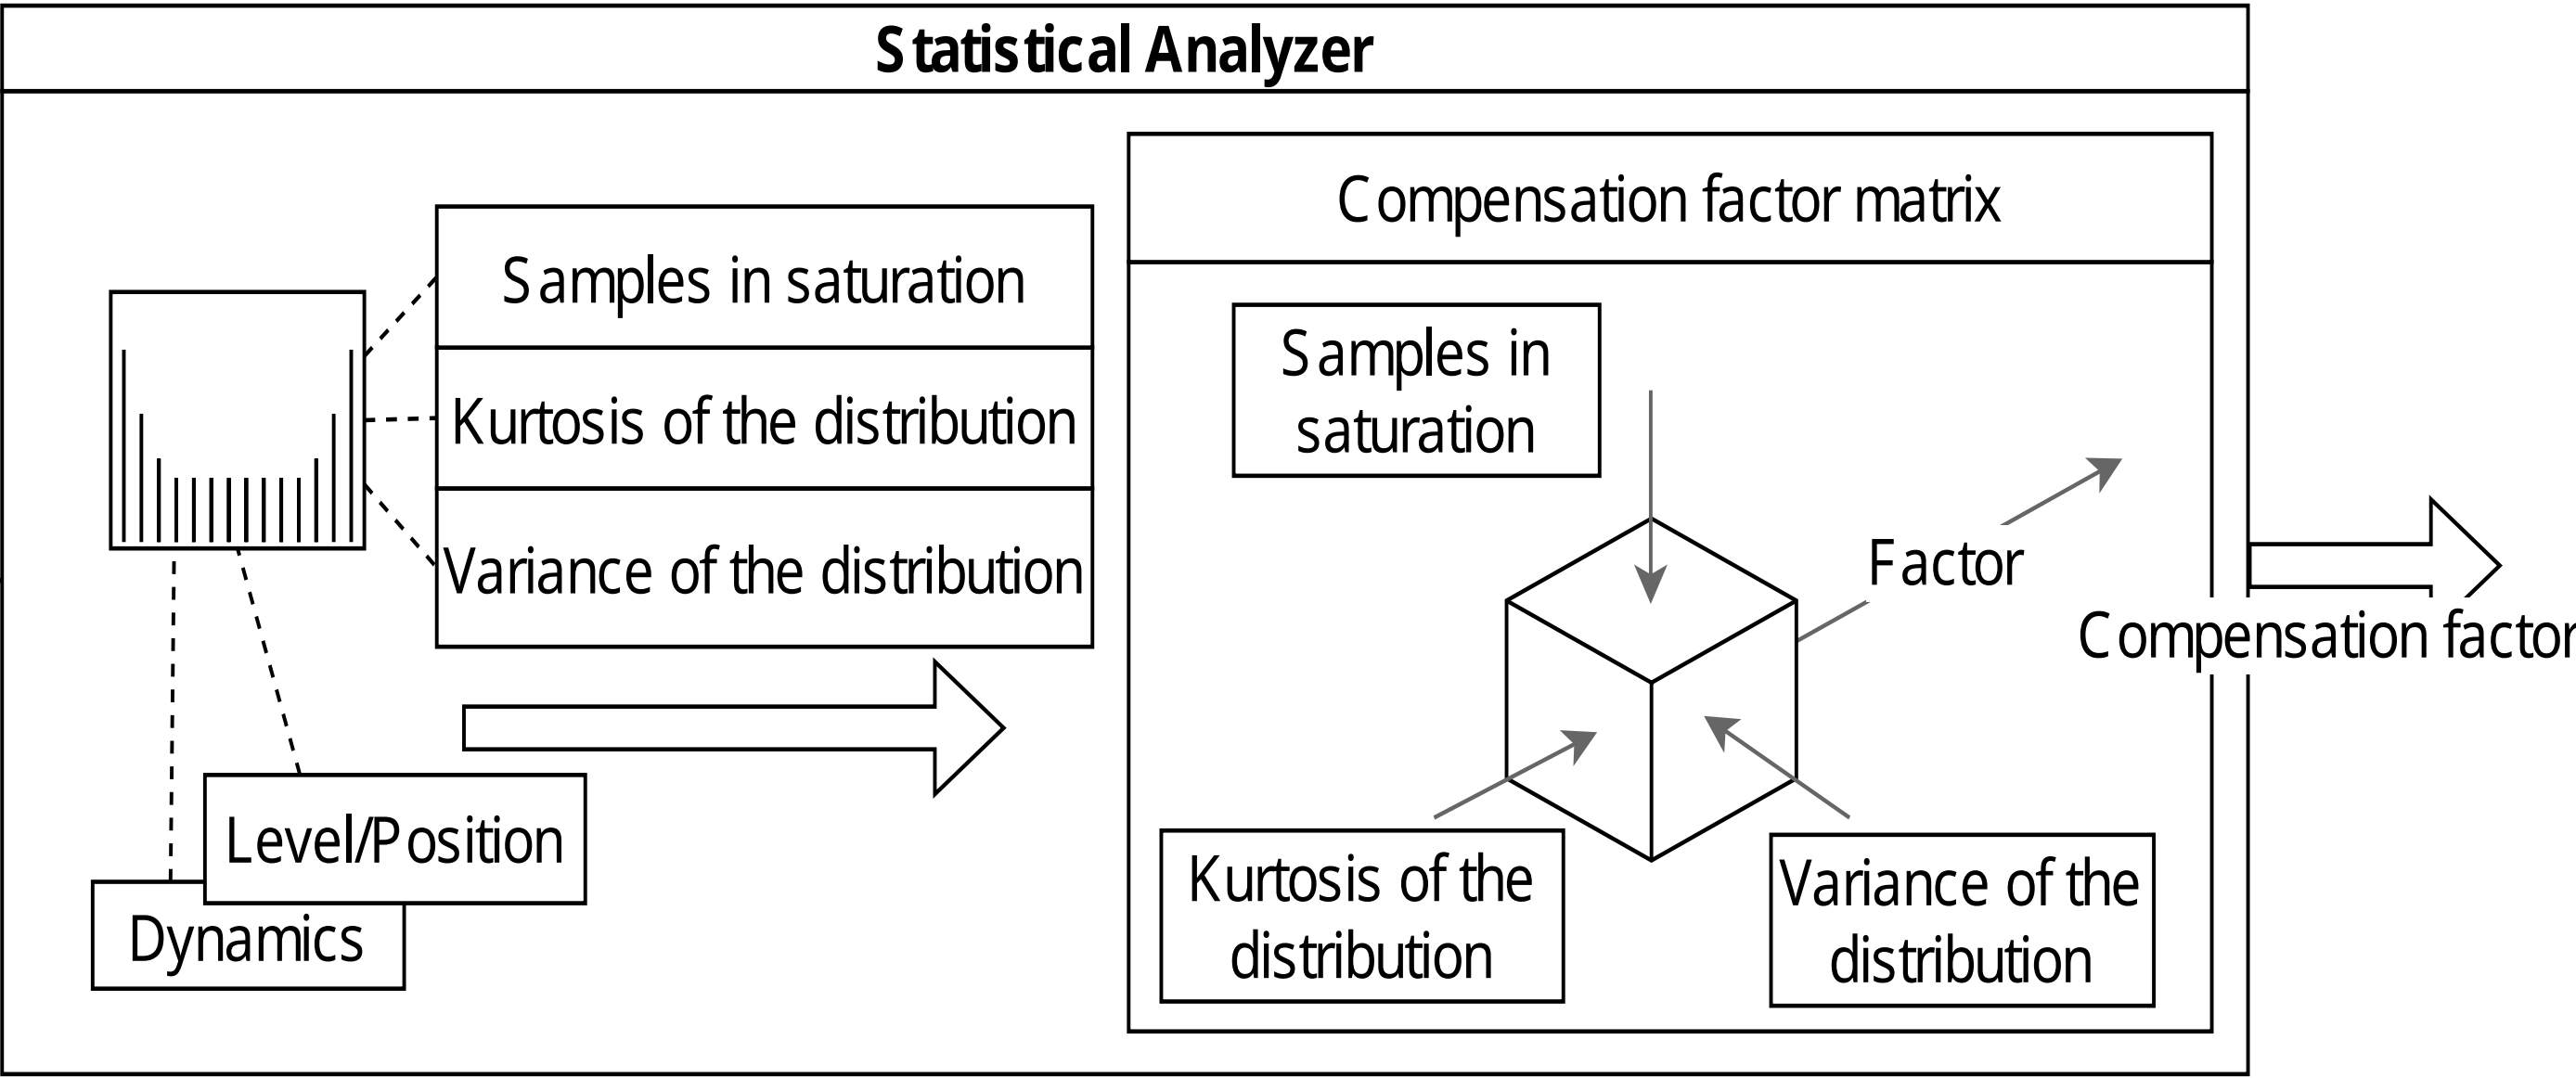 Statistical Analyzer
Samples in saturation
Kurtosis of the distribution
Variance of the distribution
Level/Position
Dynamics
Compensation factor matrix
Samples in
saturation
Factor
Kurtosis of the
distribution
Variance of the
distribution
Compensation factor